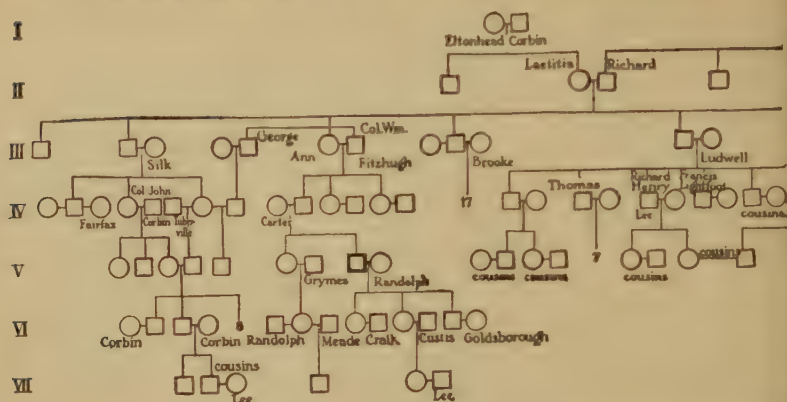 I
Eltonhead Corbin
Laetitia Richard
II
George Col. Wm.
III
Silk Ann Fitzhugh Brooke Ludwell
Col. John Thomas Richard Henry Francis Lightfoot
IV
17
Fairfax Corbin Tuberville Carter Lee cousins
7
V
Grymes Randolph cousins cousins cousins cousins
VI
Corbin Corbin 8 Randolph Meade Craik Custis Goldsborough
cousins
VII
Lee Lee